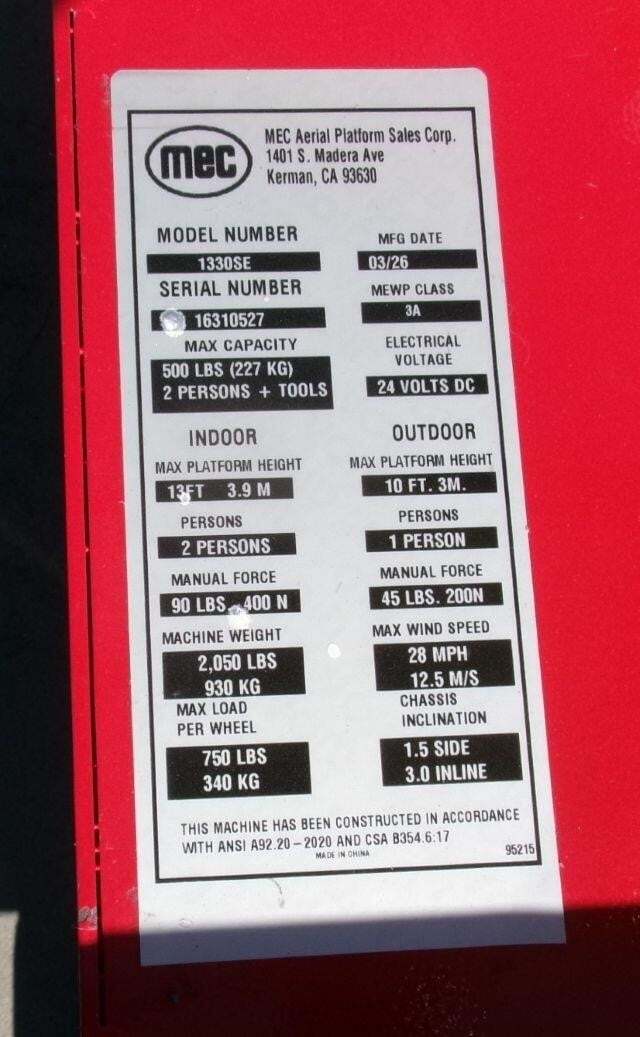 mec
MEC Aerial Platform Sales Corp.
1401 S. Madera Ave
Kerman, CA 93630
MODEL NUMBER
1330SE
MFG DATE
03/26
SERIAL NUMBER
16310527
MEWP CLASS
3A
MAX CAPACITY
500 LBS (227 KG)
2 PERSONS + TOOLS
ELECTRICAL
VOLTAGE
24 VOLTS DC
INDOOR
MAX PLATFORM HEIGHT
13FT 3.9 M
PERSONS
2 PERSONS
MANUAL FORCE
90 LBS. 400 N
MACHINE WEIGHT
2,050 LBS
930 KG
MAX LOAD
PER WHEEL
750 LBS
340 KG
OUTDOOR
MAX PLATFORM HEIGHT
10 FT. 3M.
PERSONS
1 PERSON
MANUAL FORCE
45 LBS. 200N
MAX WIND SPEED
28 MPH
12.5 M/S
CHASSIS
INCLINATION
1.5 SIDE
3.0 INLINE
THIS MACHINE HAS BEEN CONSTRUCTED IN ACCORDANCE
WITH ANSI A92.20 – 2020 AND CSA B354.6:17
MADE IN CHINA
95215